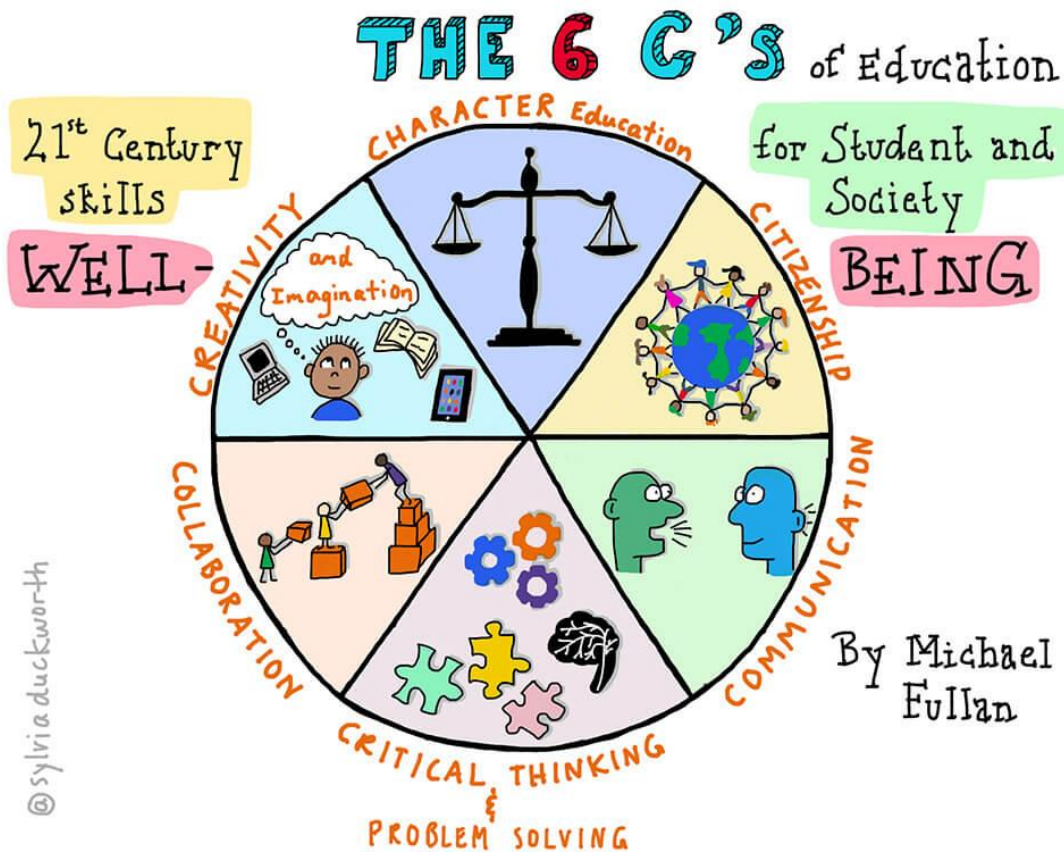 THE 6 C'S of Education
21st Century
skills
WELL-
for Student and
Society
BEING
CHARACTER Education
CITIZENSHIP
COMMUNICATION
CRITICAL THINKING
&
PROBLEM SOLVING
COLLABORATION
CREATIVITY
and
Imagination
By Michael
Fullan
@sylviaduckworth